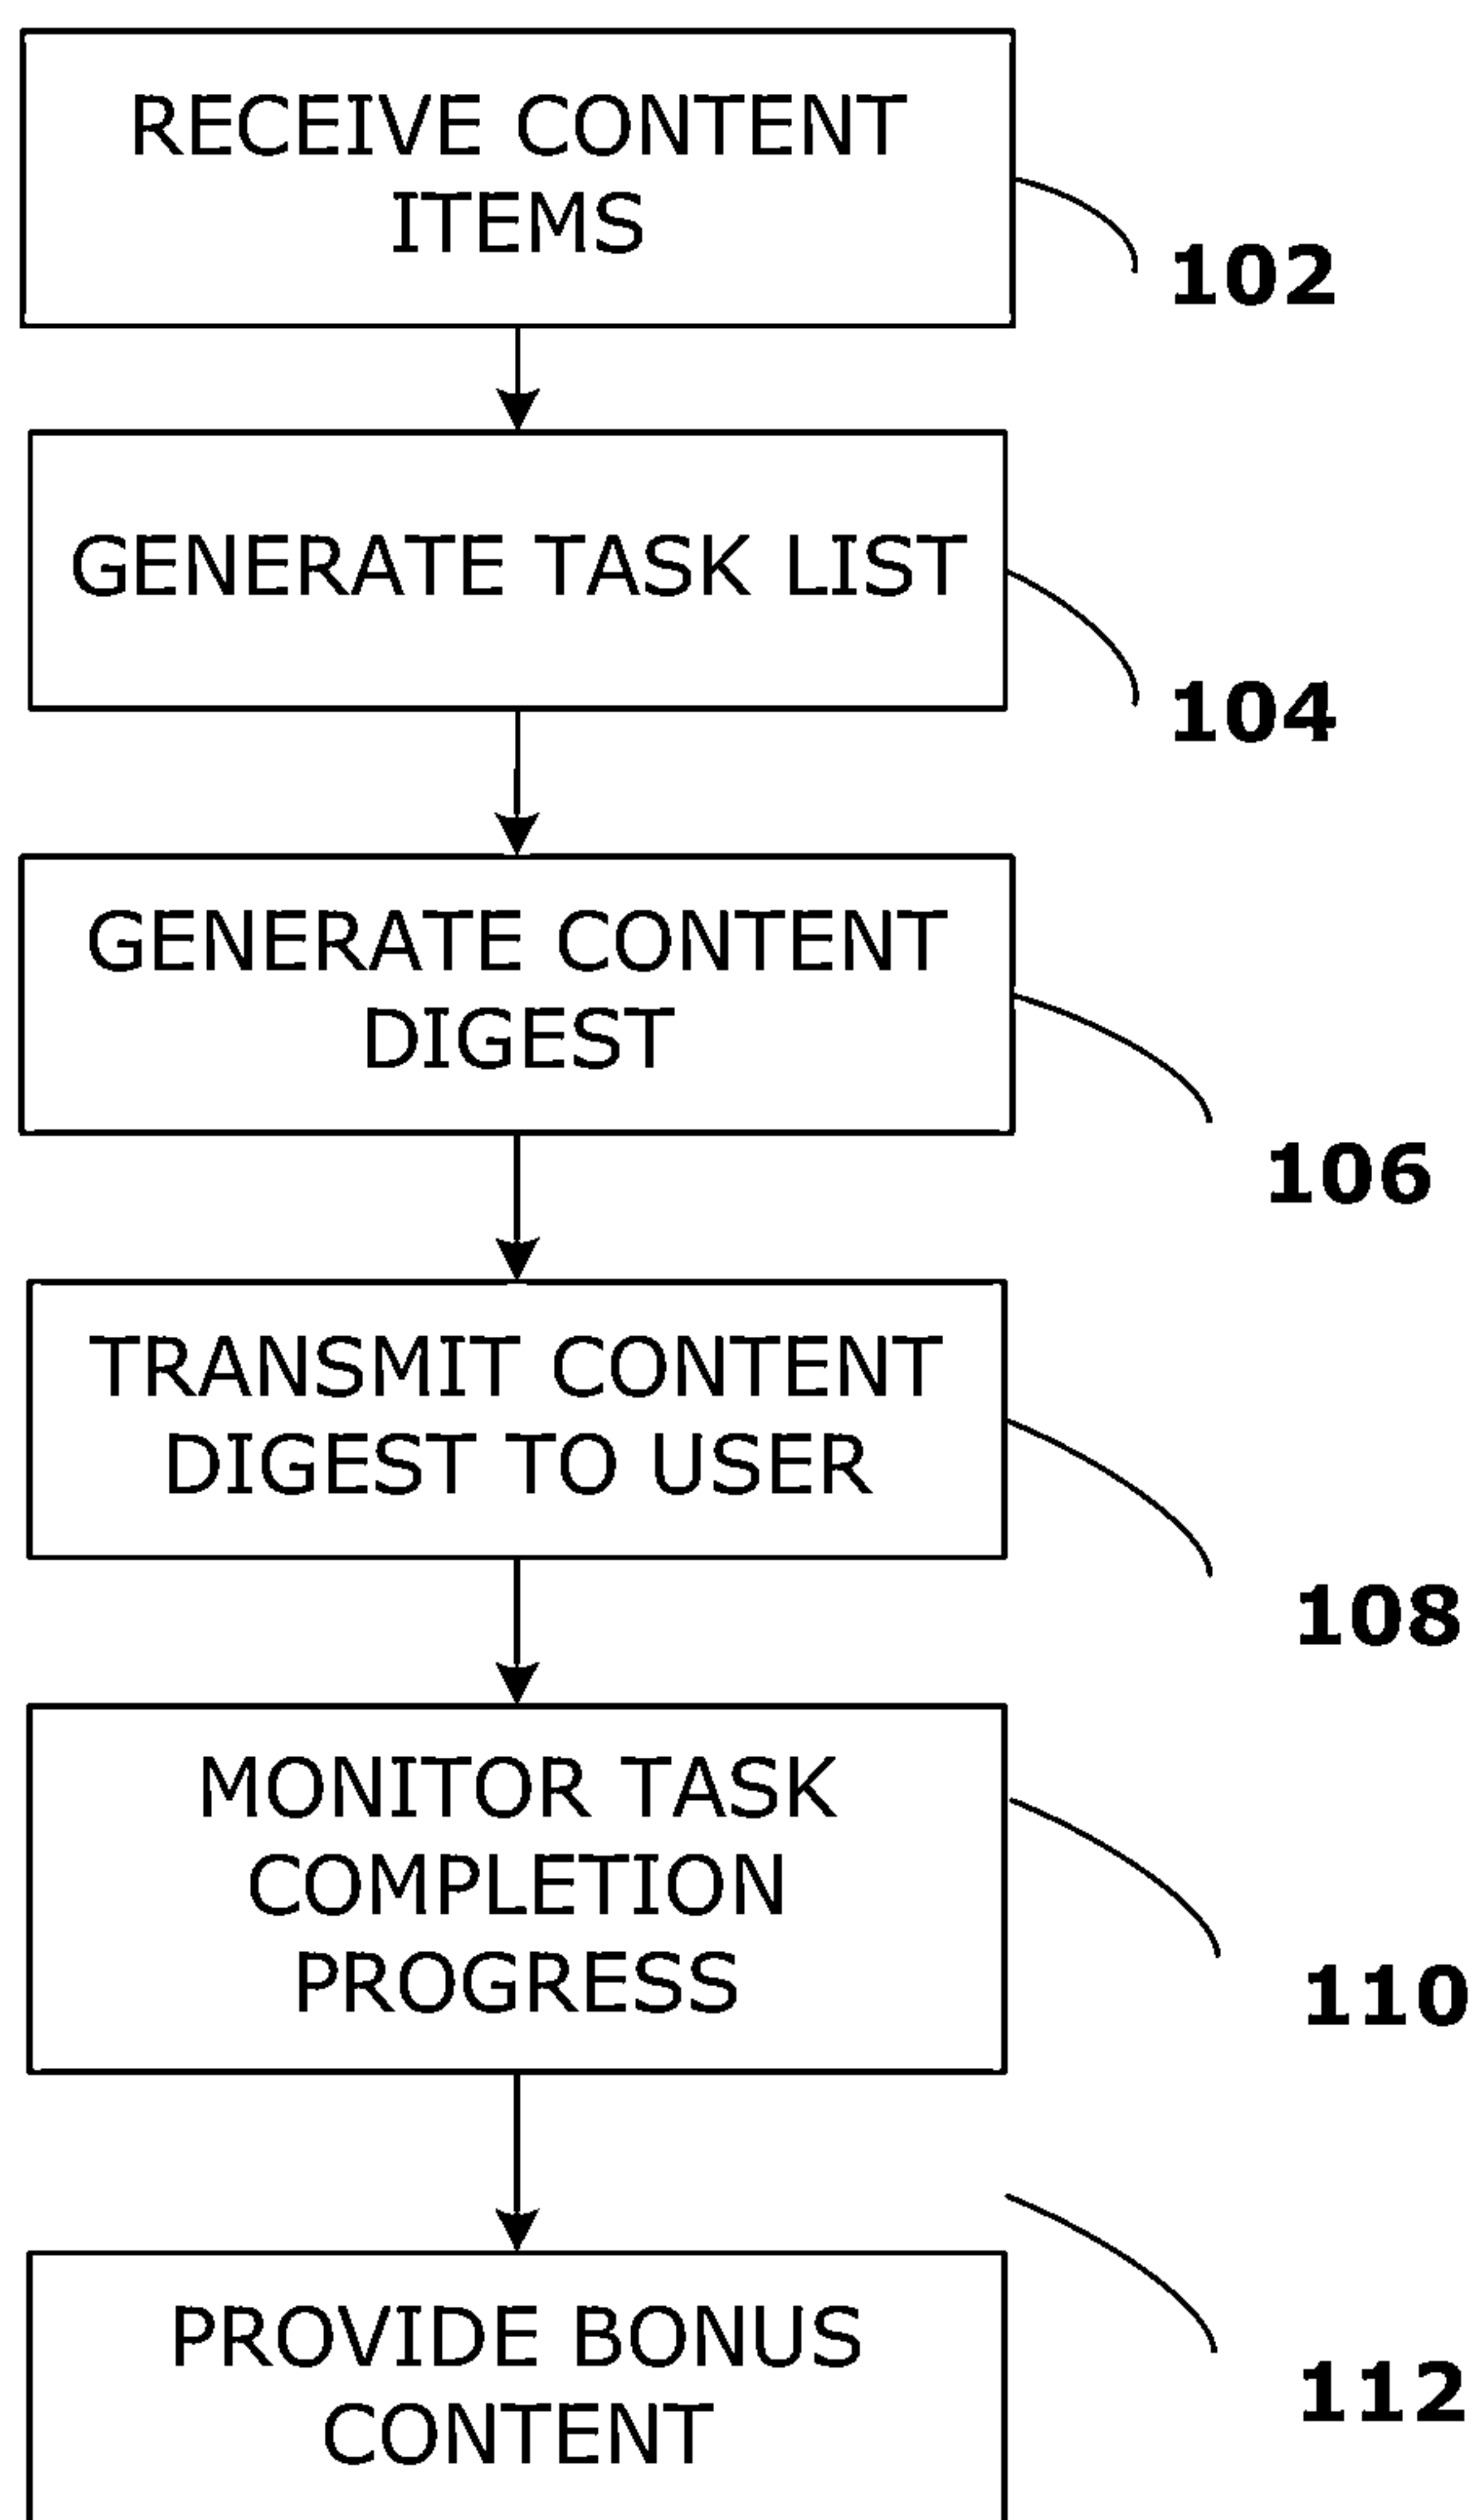 RECEIVE CONTENT
ITEMS
102
GENERATE TASK LIST
104
GENERATE CONTENT
DIGEST
106
TRANSMIT CONTENT
DIGEST TO USER
108
MONITOR TASK
COMPLETION
PROGRESS
110
PROVIDE BONUS
CONTENT
112